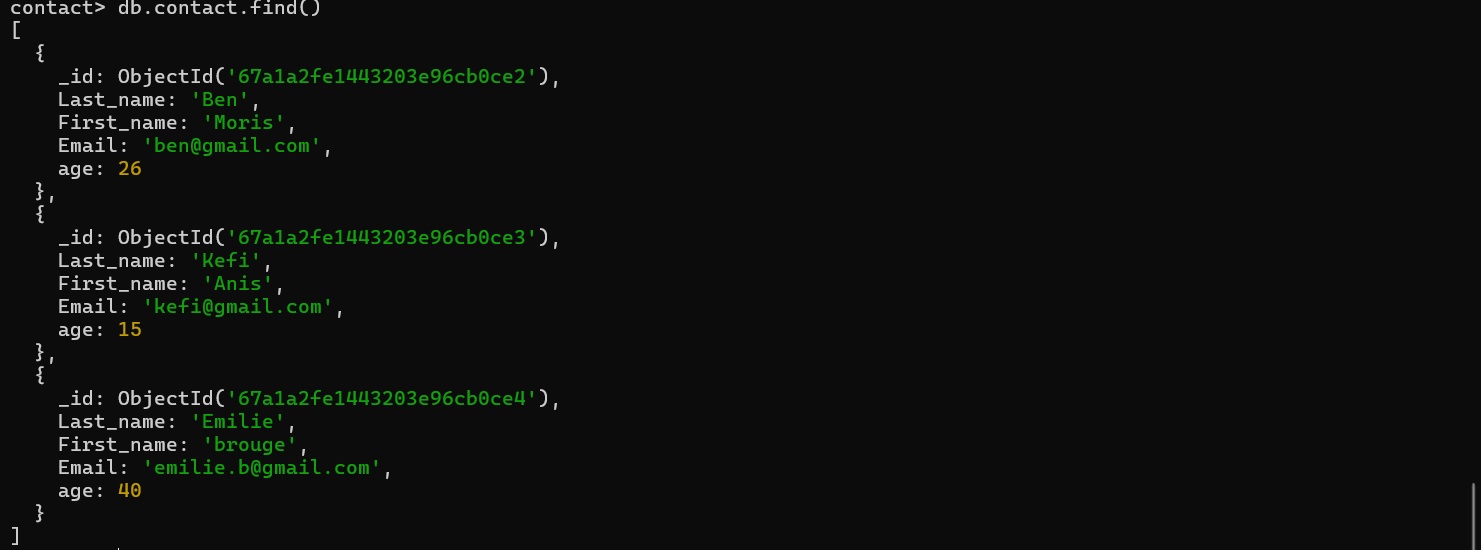 contact> db.contact.find()
[
  {
    _id: ObjectId('67a1a2fe1443203e96cb0ce2'),
    Last_name: 'Ben',
    First_name: 'Moris',
    Email: 'ben@gmail.com',
    age: 26
  },
  {
    _id: ObjectId('67a1a2fe1443203e96cb0ce3'),
    Last_name: 'Kefi',
    First_name: 'Anis',
    Email: 'kefi@gmail.com',
    age: 15
  },
  {
    _id: ObjectId('67a1a2fe1443203e96cb0ce4'),
    Last_name: 'Emilie',
    First_name: 'brouge',
    Email: 'emilie.b@gmail.com',
    age: 40
  }
]